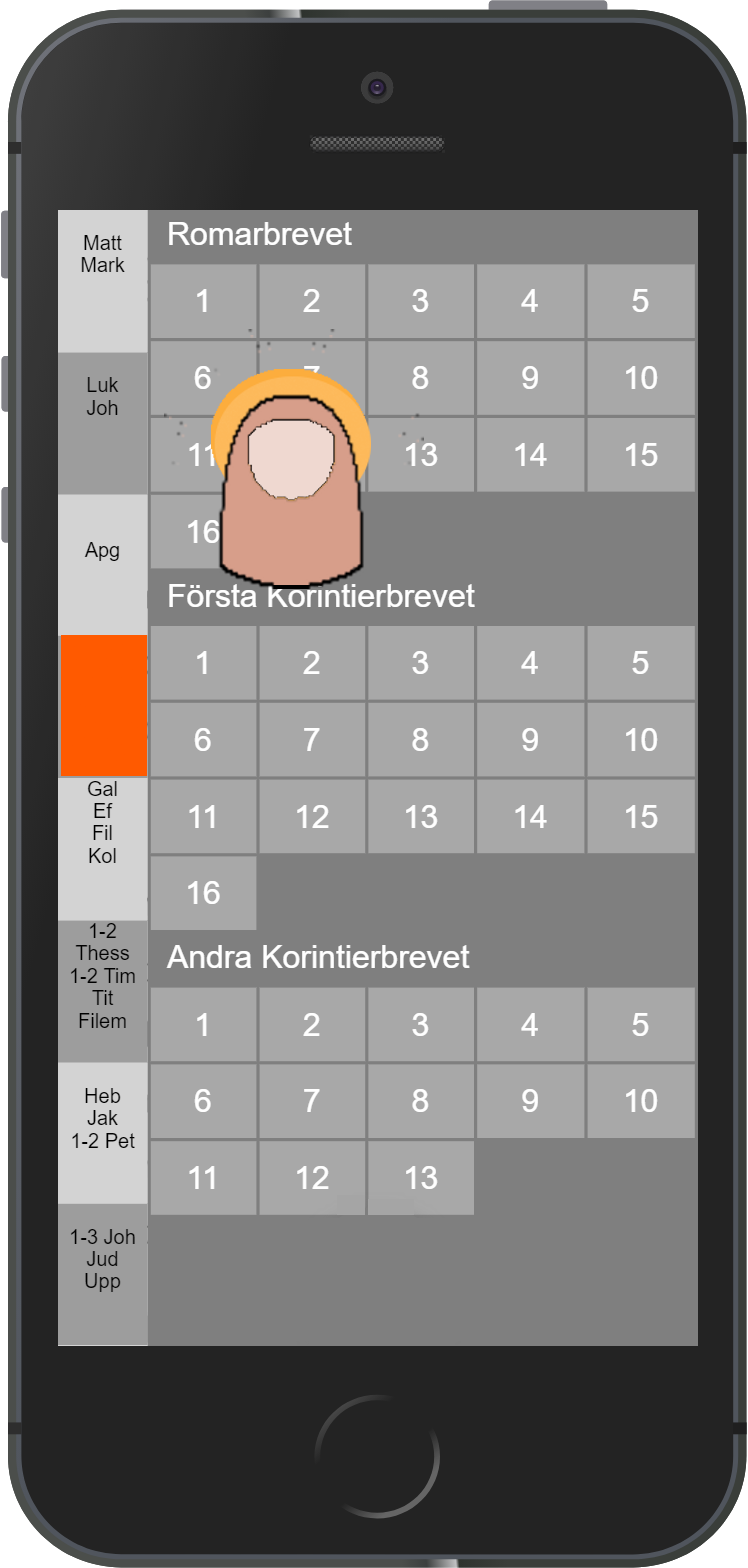 Matt
Mark
Luk
Joh
Apg
Gal
Ef
Fil
Kol
1-2
Thess
1-2 Tim
Tit
Filem
Heb
Jak
1-2 Pet
1-3 Joh
Jud
Upp
Romarbrevet
1 2 3 4 5
6 8 9 10
11 13 14 15
16
Första Korintierbrevet
1 2 3 4 5
6 7 8 9 10
11 12 13 14 15
16
Andra Korintierbrevet
1 2 3 4 5
6 7 8 9 10
11 12 13